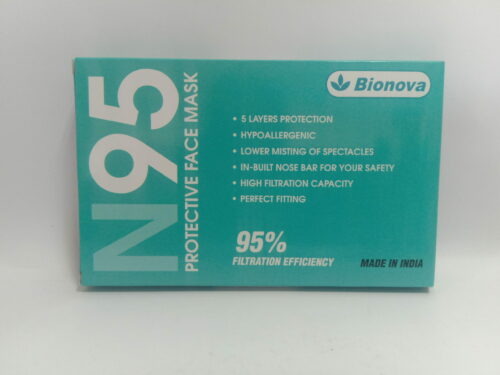 N95
PROTECTIVE FACE MASK
Bionova
• 5 LAYERS PROTECTION
• HYPOALLERGENIC
• LOWER MISTING OF SPECTACLES
• IN-BUILT NOSE BAR FOR YOUR SAFETY
• HIGH FILTRATION CAPACITY
• PERFECT FITTING
95%
FILTRATION EFFICIENCY
MADE IN INDIA